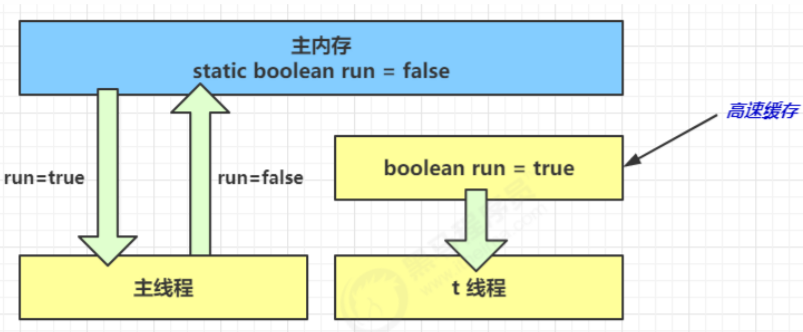 主内存
static boolean run = false
高速缓存
boolean run = true
run=true
run=false
主线程
t 线程